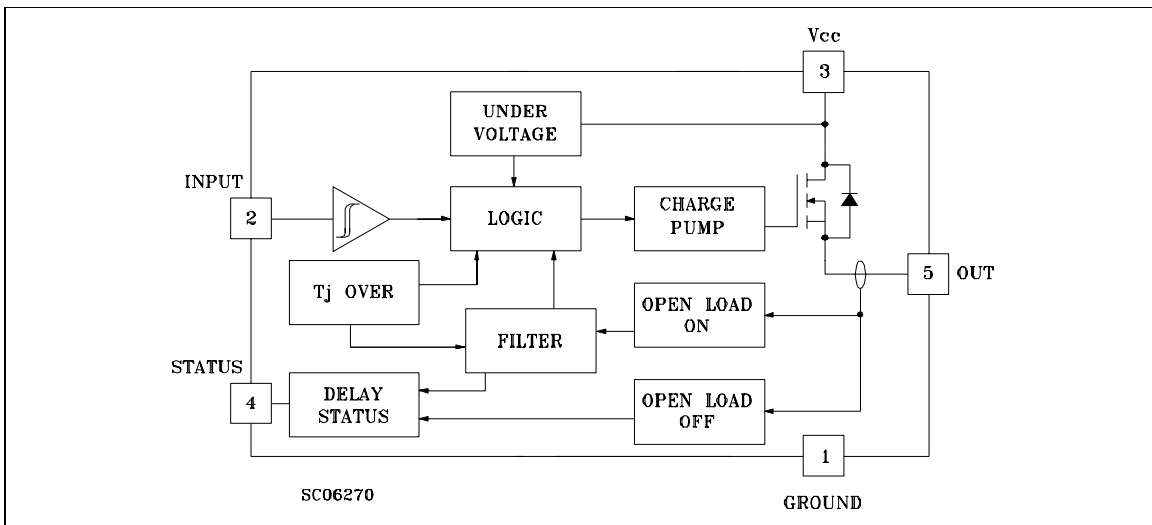 Vcc
3
UNDER
VOLTAGE
INPUT
2
LOGIC
CHARGE
PUMP
Tj OVER
5
OUT
OPEN LOAD
ON
FILTER
STATUS
4
DELAY
STATUS
OPEN LOAD
OFF
1
SC06270
GROUND